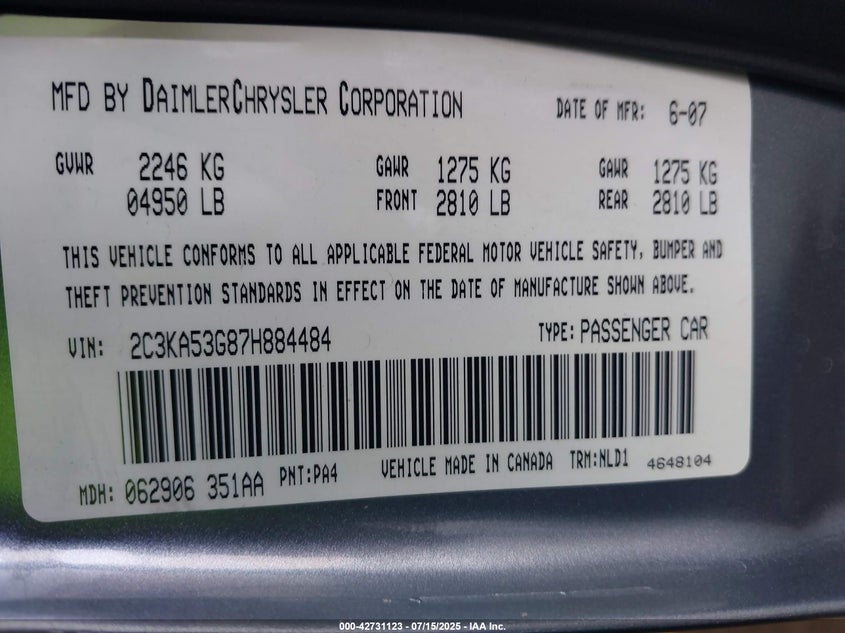 MFD BY DAIMLERCHRYSLER CORPORATION DATE OF MFR: 6-07
GVWR 2246 KG GAWR 1275 KG GAWR 1275 KG
04950 LB FRONT 2810 LB REAR 2810 LB
THIS VEHICLE CONFORMS TO ALL APPLICABLE FEDERAL MOTOR VEHICLE SAFETY, BUMPER AND
THEFT PREVENTION STANDARDS IN EFFECT ON THE DATE OF MANUFACTURE SHOWN ABOVE.
VIN: 2C3KA53G87H884484 TYPE: PASSENGER CAR
MDH: 062906 351AA PNT:PA4 VEHICLE MADE IN CANADA TRM:NLD1 4648104
000-42731123 - 07/15/2025 - IAA Inc.